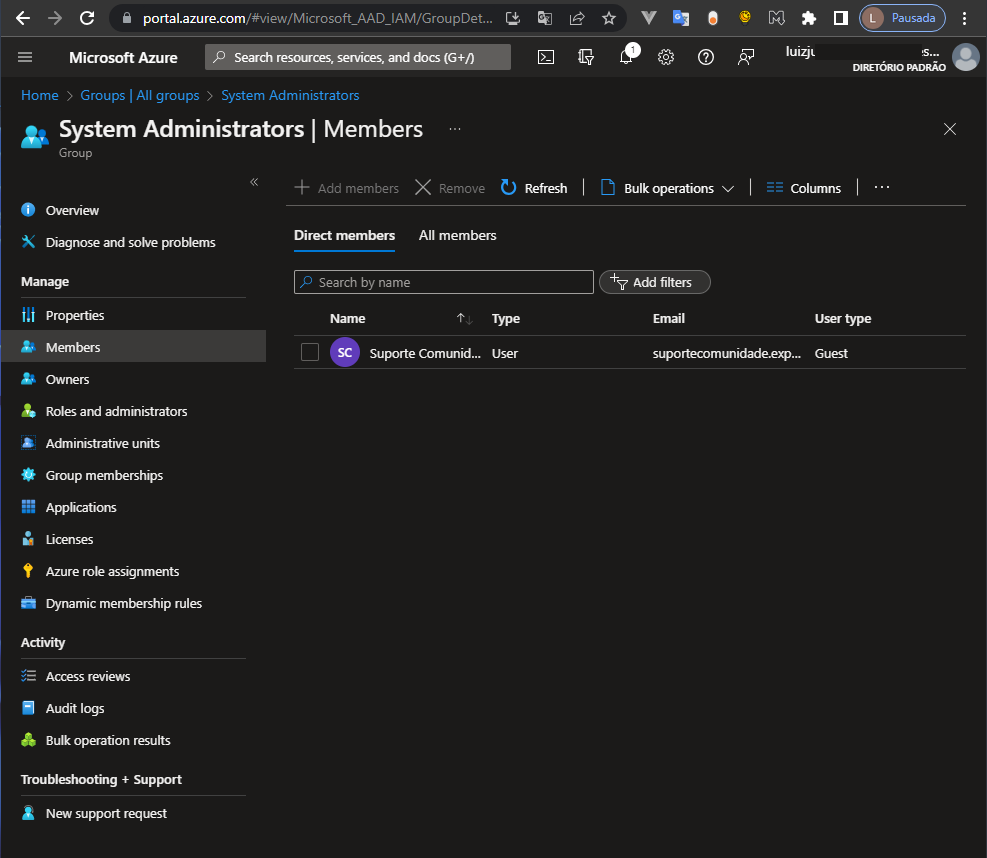 portal.azure.com/#view/Microsoft_AAD_IAM/GroupDet...
L Pausada
Microsoft Azure
Search resources, services, and docs (G+/)
1
luizju
s...
DIRETÓRIO PADRÃO
Home > Groups | All groups > System Administrators
System Administrators | Members ...
Group
«
Add members
Remove
Refresh
Bulk operations
Columns
...
Overview
Diagnose and solve problems
Manage
Properties
Members
Owners
Roles and administrators
Administrative units
Group memberships
Applications
Licenses
Azure role assignments
Dynamic membership rules
Activity
Access reviews
Audit logs
Bulk operation results
Troubleshooting + Support
New support request
Direct members All members
Search by name
Add filters
Name Type Email User type
SC Suporte Comunid... User suportecomunidade.exp... Guest